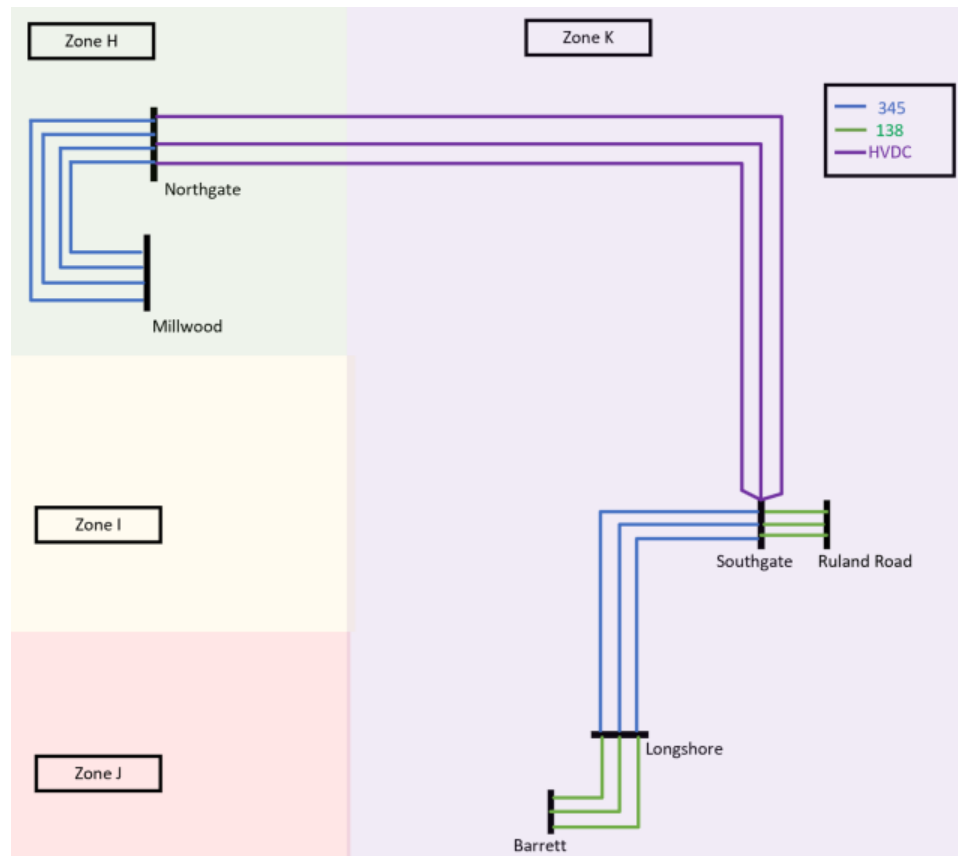 Zone H
Zone K
345
138
HVDC
Northgate
Millwood
Zone I
Southgate
Ruland Road
Zone J
Longshore
Barrett